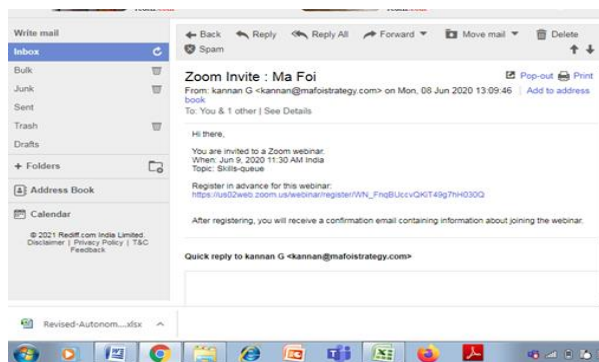 Write mail
Inbox
Bulk
Junk
Sent
Trash
Drafts
+ Folders
Address Book
Calendar
© 2021 Rediff.com India Limited.
Disclaimer | Privacy Policy | T&C
Feedback
Back Reply Reply All Forward Move mail Delete
Spam
Zoom Invite : Ma Foi
Pop-out Print
From: kannan G <kannan@mafoistrategy.com> on Mon, 08 Jun 2020 13:09:46 | Add to address
book
To: You & 1 other | See Details
Hi there,
You are invited to a Zoom webinar.
When: Jun 9, 2020 11:30 AM India
Topic: Skills-queue
Register in advance for this webinar:
https://us02web.zoom.us/webinar/register/WN_FnqBUccvQKiT49g7hH030Q
After registering, you will receive a confirmation email containing information about joining the webinar.
Quick reply to kannan G <kannan@mafoistrategy.com>
Revised-Autonom....xlsx